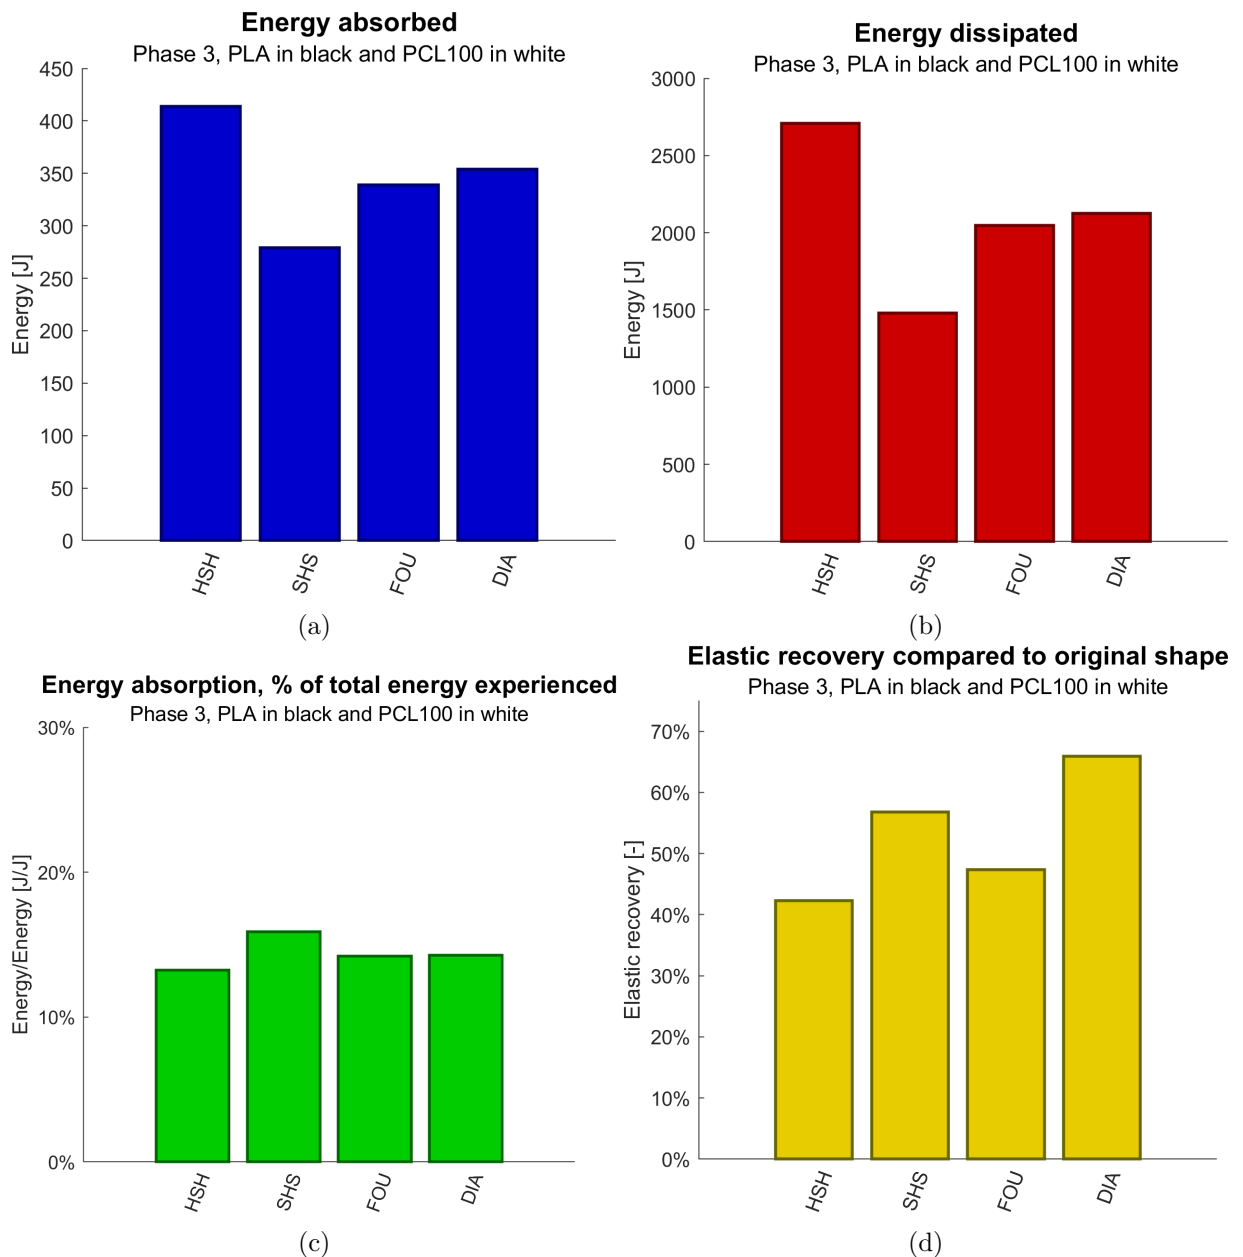 Energy absorbed
Phase 3, PLA in black and PCL100 in white
450
400
350
300
250
200
150
100
50
0
Energy [J]
HSH
SHS
FOU
DIA
(a)
Energy dissipated
Phase 3, PLA in black and PCL100 in white
3000
2500
2000
1500
1000
500
0
Energy [J]
HSH
SHS
FOU
DIA
(b)
Energy absorption, % of total energy experienced
Phase 3, PLA in black and PCL100 in white
30%
20%
10%
0%
Energy/Energy [J/J]
HSH
SHS
FOU
DIA
(c)
Elastic recovery compared to original shape
Phase 3, PLA in black and PCL100 in white
70%
60%
50%
40%
30%
20%
10%
0%
Elastic recovery [-]
HSH
SHS
FOU
DIA
(d)